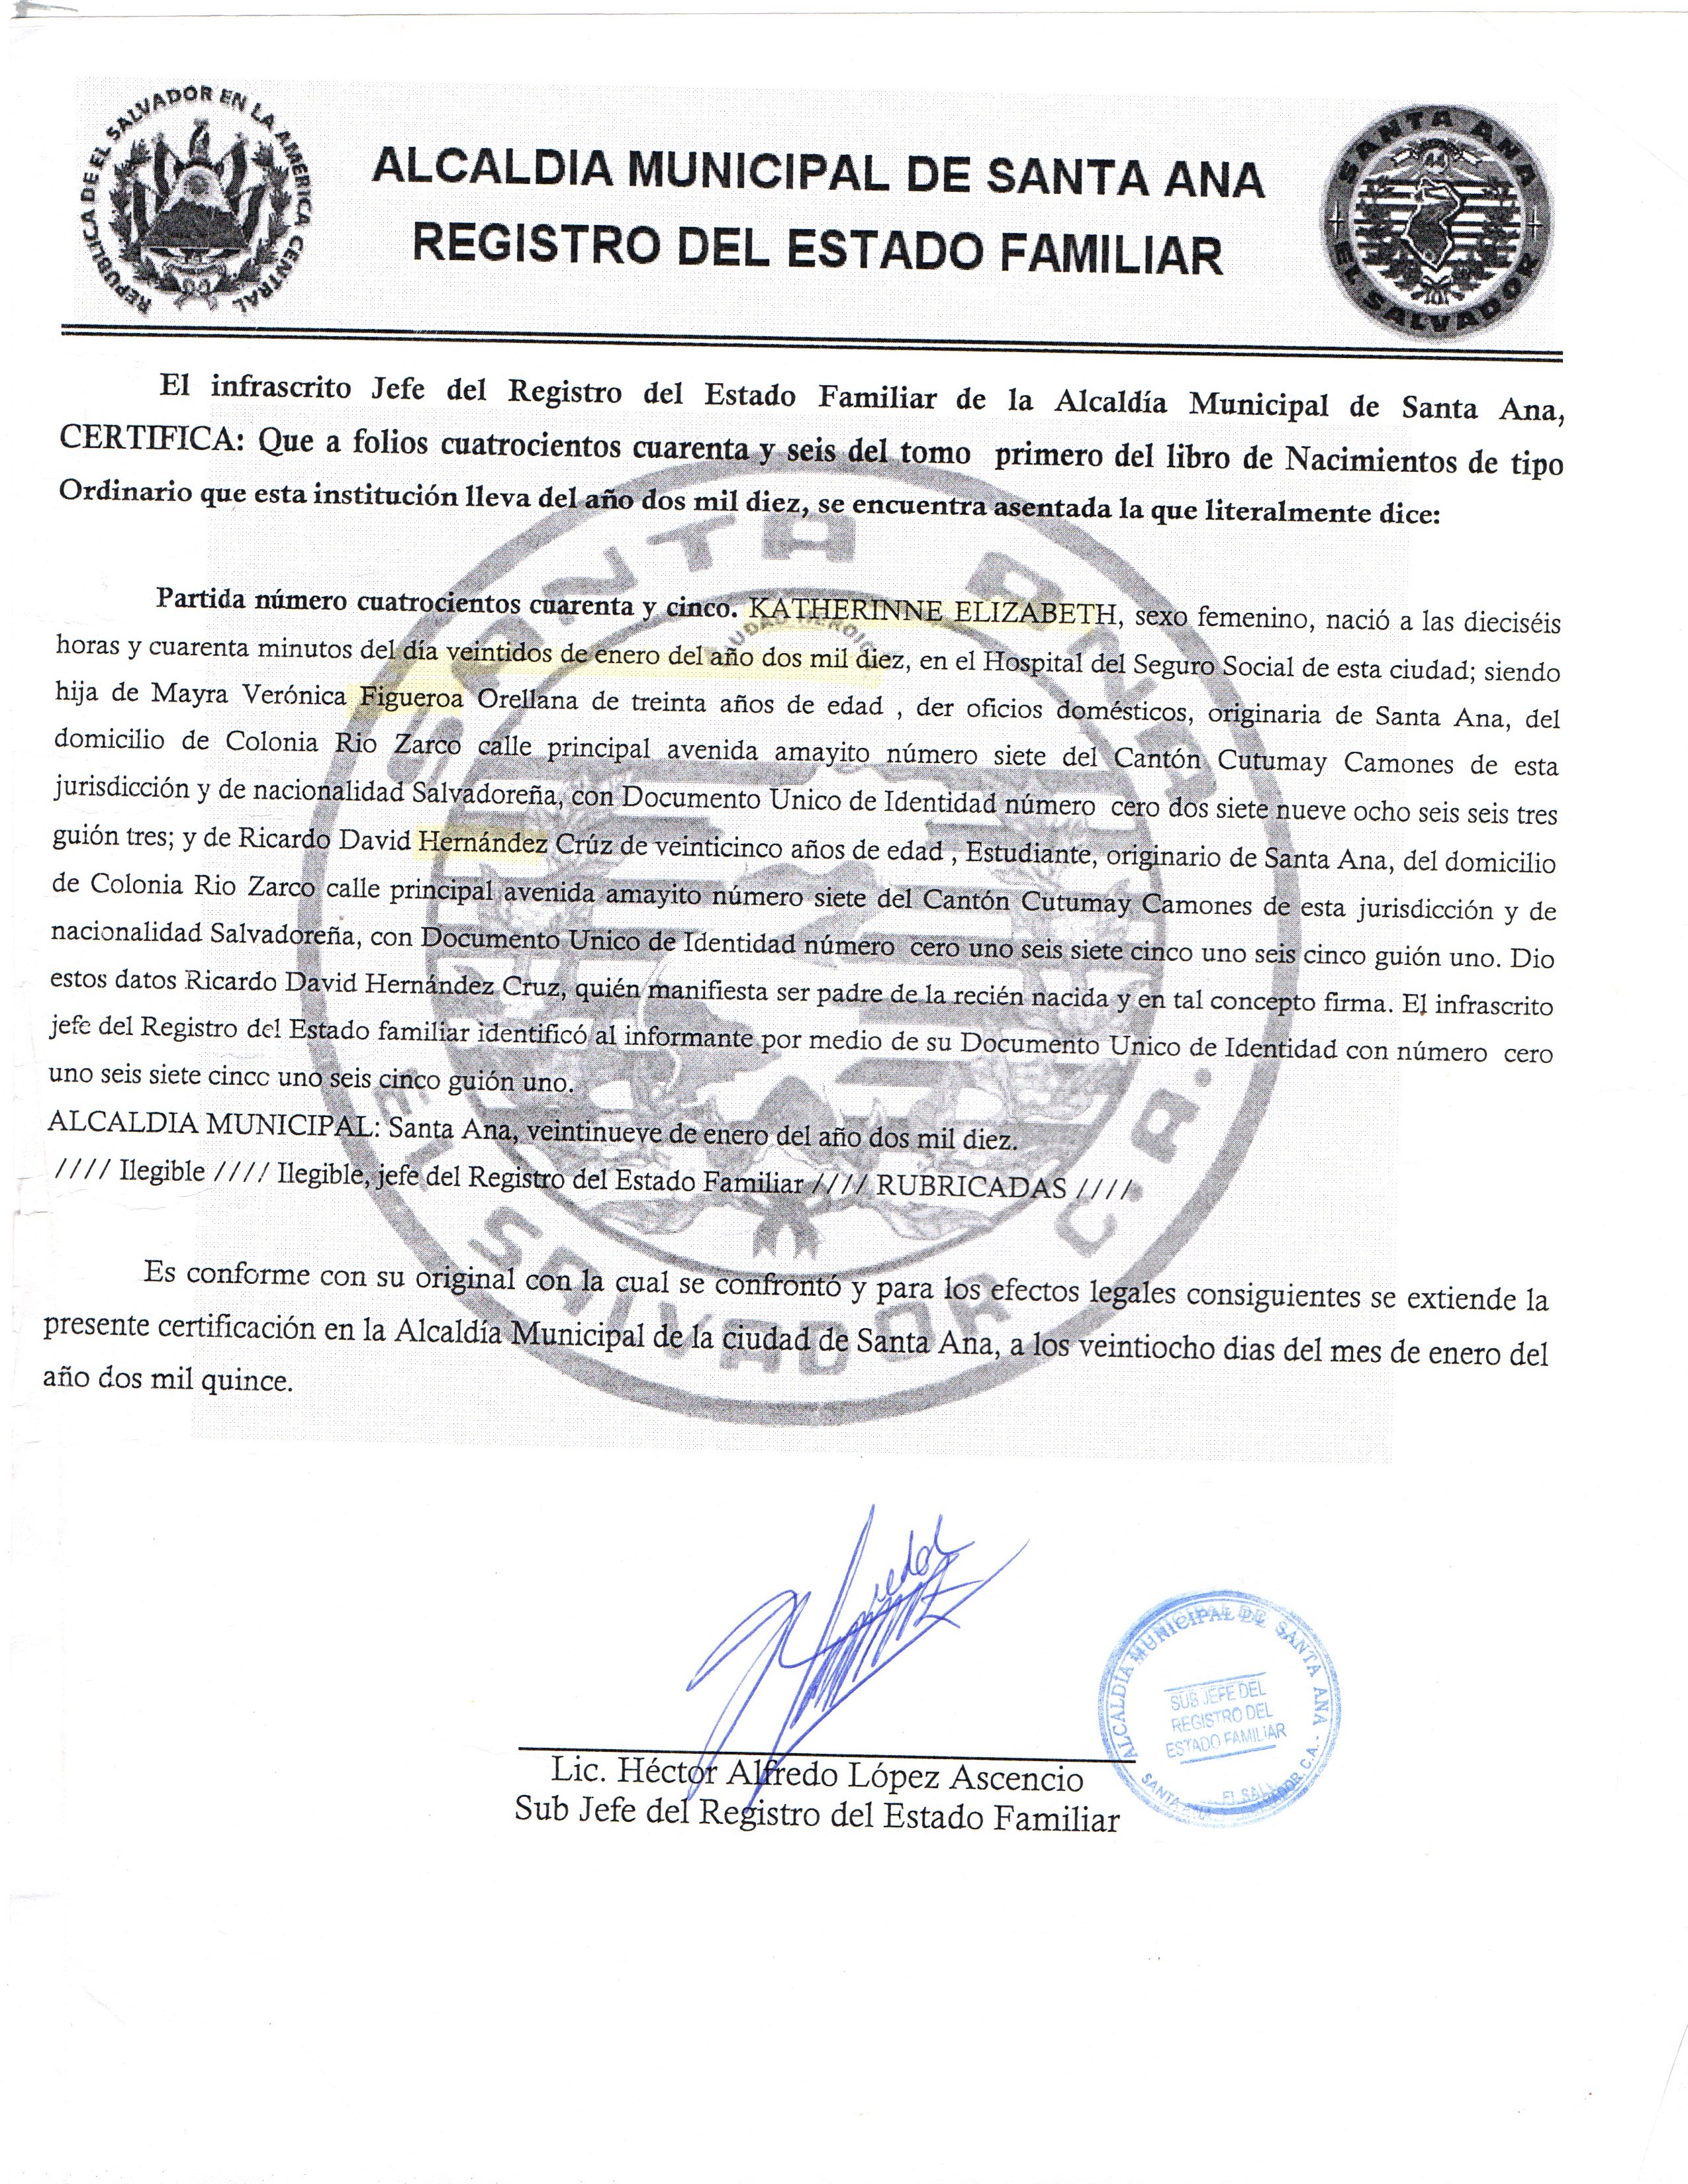 REPUBLICA DE EL SALVADOR EN LA AMERICA CENTRAL
ALCALDIA MUNICIPAL DE SANTA ANA
REGISTRO DEL ESTADO FAMILIAR
SANTA ANA
EL SALVADOR
El infrascrito Jefe del Registro del Estado Familiar de la Alcaldía Municipal de Santa Ana,
CERTIFICA: Que a folios cuatrocientos cuarenta y seis del tomo primero del libro de Nacimientos de tipo
Ordinario que esta institución lleva del año dos mil diez, se encuentra asentada la que literalmente dice:
Partida número cuatrocientos cuarenta y cinco. KATHERINNE ELIZABETH, sexo femenino, nació a las dieciséis
horas y cuarenta minutos del día veintidos de enero del año dos mil diez, en el Hospital del Seguro Social de esta ciudad; siendo
hija de Mayra Verónica Figueroa Orellana de treinta años de edad , der oficios domésticos, originaria de Santa Ana, del
domicilio de Colonia Rio Zarco calle principal avenida amayito número siete del Cantón Cutumay Camones de esta
jurisdicción y de nacionalidad Salvadoreña, con Documento Unico de Identidad número cero dos siete nueve ocho seis seis tres
guión tres; y de Ricardo David Hernández Crúz de veinticinco años de edad , Estudiante, originario de Santa Ana, del domicilio
de Colonia Rio Zarco calle principal avenida amayito número siete del Cantón Cutumay Camones de esta jurisdicción y de
nacionalidad Salvadoreña, con Documento Unico de Identidad número cero uno seis siete cinco uno seis cinco guión uno. Dio
estos datos Ricardo David Hernández Cruz, quién manifiesta ser padre de la recién nacida y en tal concepto firma. El infrascrito
jefe del Registro del Estado familiar identificó al informante por medio de su Documento Unico de Identidad con número cero
uno seis siete cinco uno seis cinco guión uno.
ALCALDIA MUNICIPAL: Santa Ana, veintinueve de enero del año dos mil diez.
//// Ilegible //// Ilegible, jefe del Registro del Estado Familiar //// RUBRICADAS ////
Es conforme con su original con la cual se confrontó y para los efectos legales consiguientes se extiende la
presente certificación en la Alcaldía Municipal de la ciudad de Santa Ana, a los veintiocho dias del mes de enero del
año dos mil quince.
SANTA ANA
CIUDAD HEROICA
EL SALVADOR C.A.
Lic. Héctor Alfredo López Ascencio
Sub Jefe del Registro del Estado Familiar
ALCALDIA MUNICIPAL DE SANTA ANA
SUB JEFE DEL
REGISTRO DEL
ESTADO FAMILIAR
SANTA ANA EL SALVADOR, C.A.